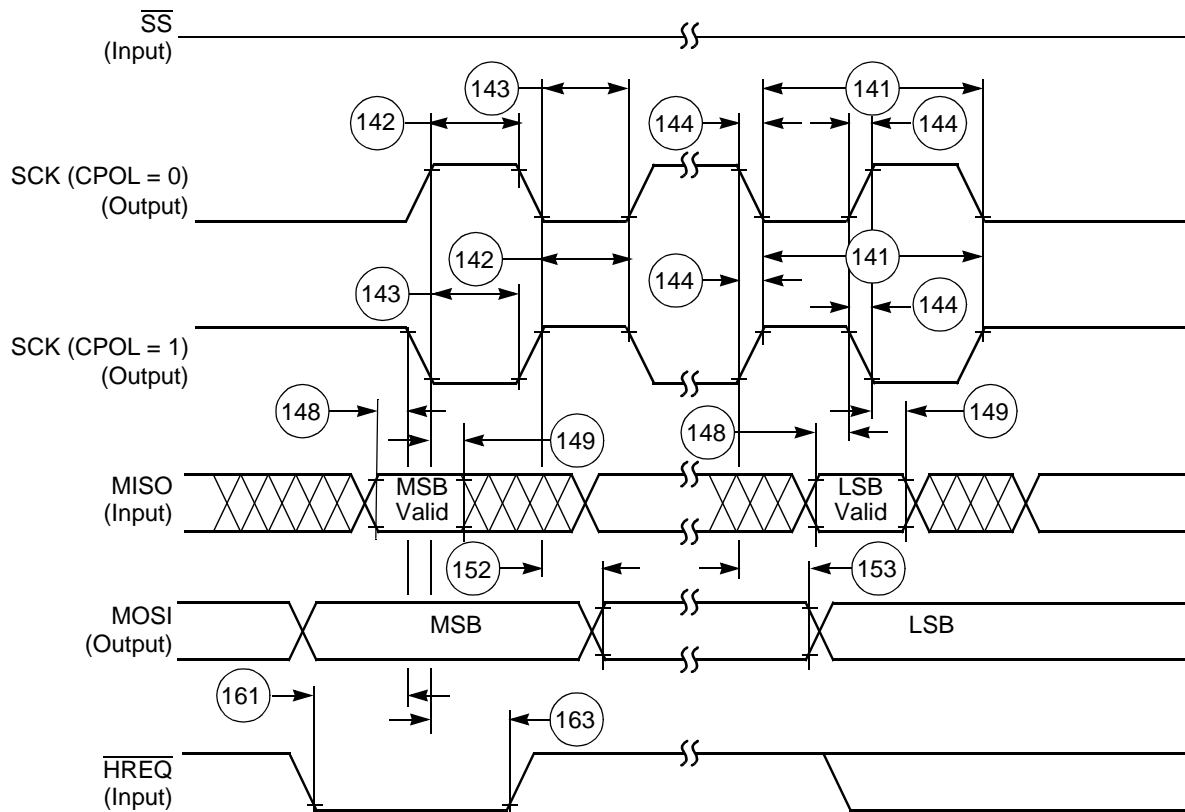 SS
(Input)
143
141
142
144
144
SCK (CPOL = 0)
(Output)
142
141
143
144
144
SCK (CPOL = 1)
(Output)
148
149
148
149
MISO
(Input)
MSB
Valid
LSB
Valid
152
153
MOSI
(Output)
MSB
LSB
161
163
HREQ
(Input)